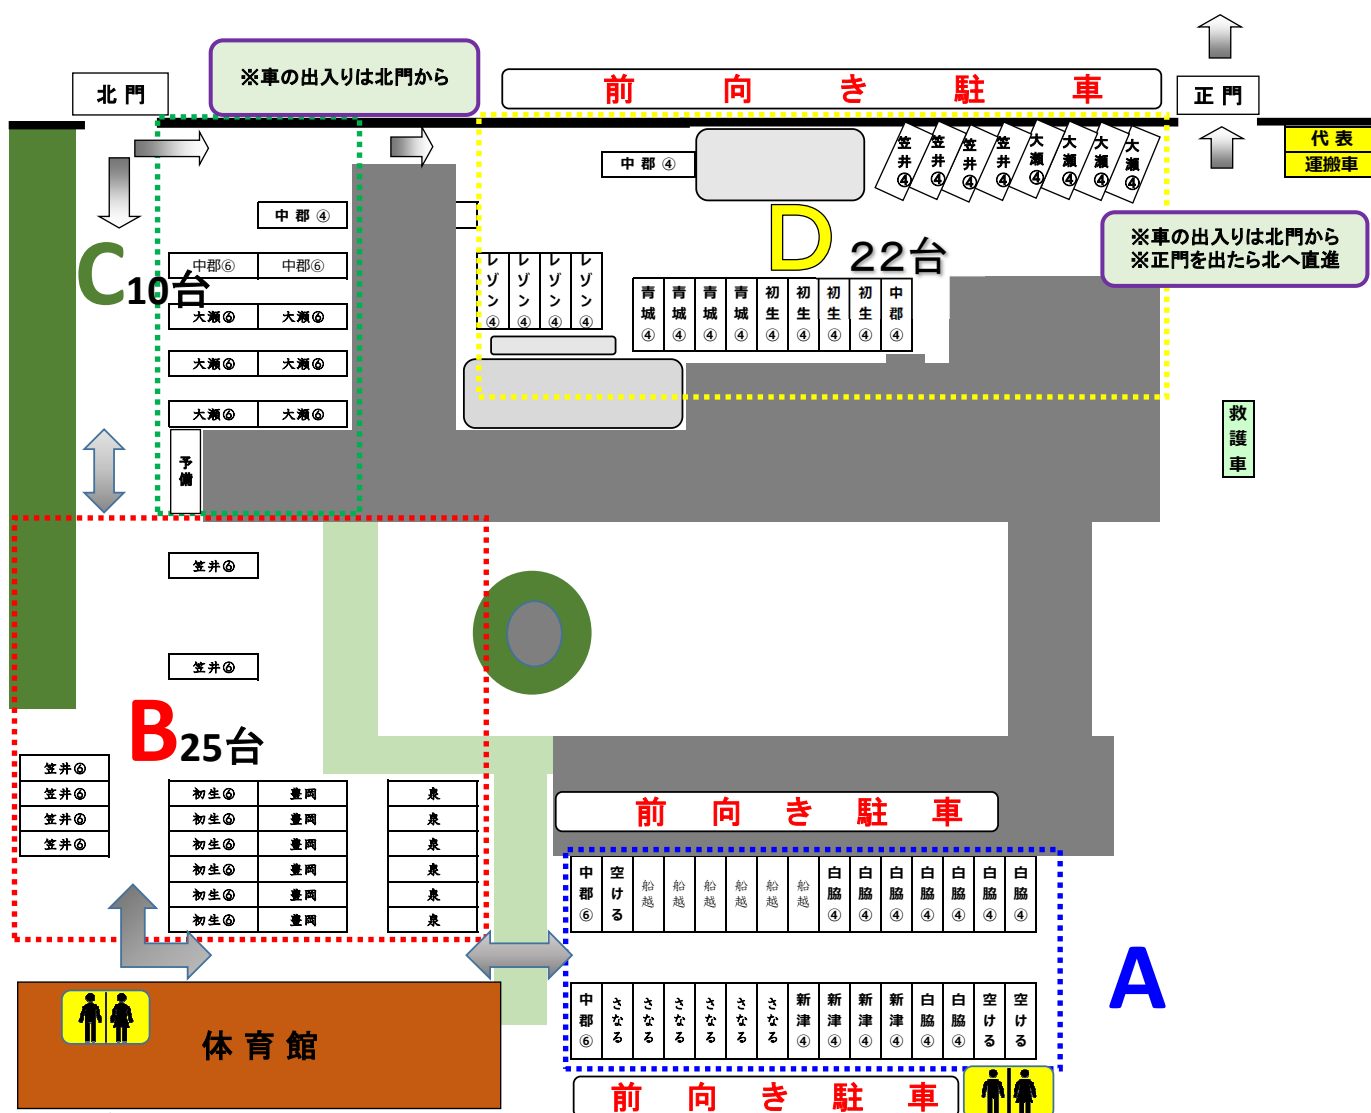 ※車の出入りは北門から
前向き駐車
北門
正門
代表
運搬車
中郡④
笠井④
笠井④
笠井④
笠井④
大瀬④
大瀬④
大瀬④
大瀬④
中郡④
D 22台
※車の出入りは北門から
※正門を出たら北へ直進
C10台
中郡⑥ 中郡⑥
大瀬⑥ 大瀬⑥
大瀬⑥ 大瀬⑥
大瀬⑥ 大瀬⑥
レゾン④
レゾン④
レゾン④
レゾン④
青城④
青城④
青城④
青城④
初生④
初生④
初生④
初生④
中郡④
救護車
予備
笠井⑥
笠井⑥
B25台
笠井⑥
笠井⑥
笠井⑥
笠井⑥
初生⑥ 豊岡 泉
初生⑥ 豊岡 泉
初生⑥ 豊岡 泉
初生⑥ 豊岡 泉
初生⑥ 豊岡 泉
初生⑥ 豊岡 泉
前向き駐車
中郡⑥
空ける
船越
船越
船越
船越
船越
船越
白脇④
白脇④
白脇④
白脇④
白脇④
白脇④
白脇④
A
中郡⑥
さなる
さなる
さなる
さなる
さなる
さなる
新津④
新津④
新津④
新津④
白脇④
白脇④
空ける
空ける
体育館
前向き駐車